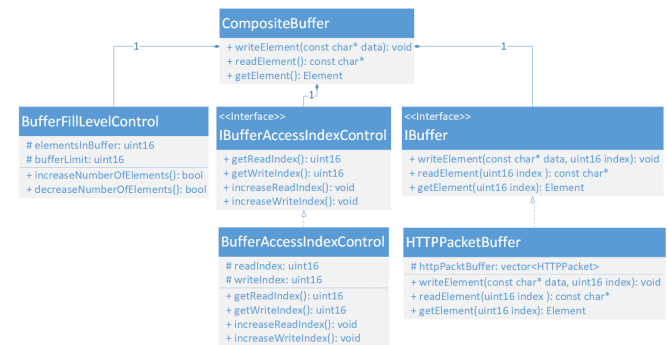 CompositeBuffer
+ writeElement(const char* data): void
+ readElement(): const char*
+ getElement(): Element
1
1
1
BufferFillLevelControl
# elementsInBuffer: uint16
# bufferLimit: uint16
+ increaseNumberOfElements(): bool
+ decreaseNumberOfElements(): bool
<<Interface>>
IBufferAccessIndexControl
+ getReadIndex(): uint16
+ getWriteIndex(): uint16
+ increaseReadIndex(): void
+ increaseWriteIndex(): void
<<Interface>>
IBuffer
+ writeElement(const char* data, uint16 index): void
+ readElement(uint16 index ): const char*
+ getElement(uint16 index): Element
BufferAccessIndexControl
# readIndex: uint16
# writeIndex: uint16
+ getReadIndex(): uint16
+ getWriteIndex(): uint16
+ increaseReadIndex(): void
+ increaseWriteIndex(): void
HTTPPacketBuffer
# httpPacktBuffer: vector<HTTPPacket>
+ writeElement(const char* data, uint16 index): void
+ readElement(uint16 index ): const char*
+ getElement(uint16 index): Element